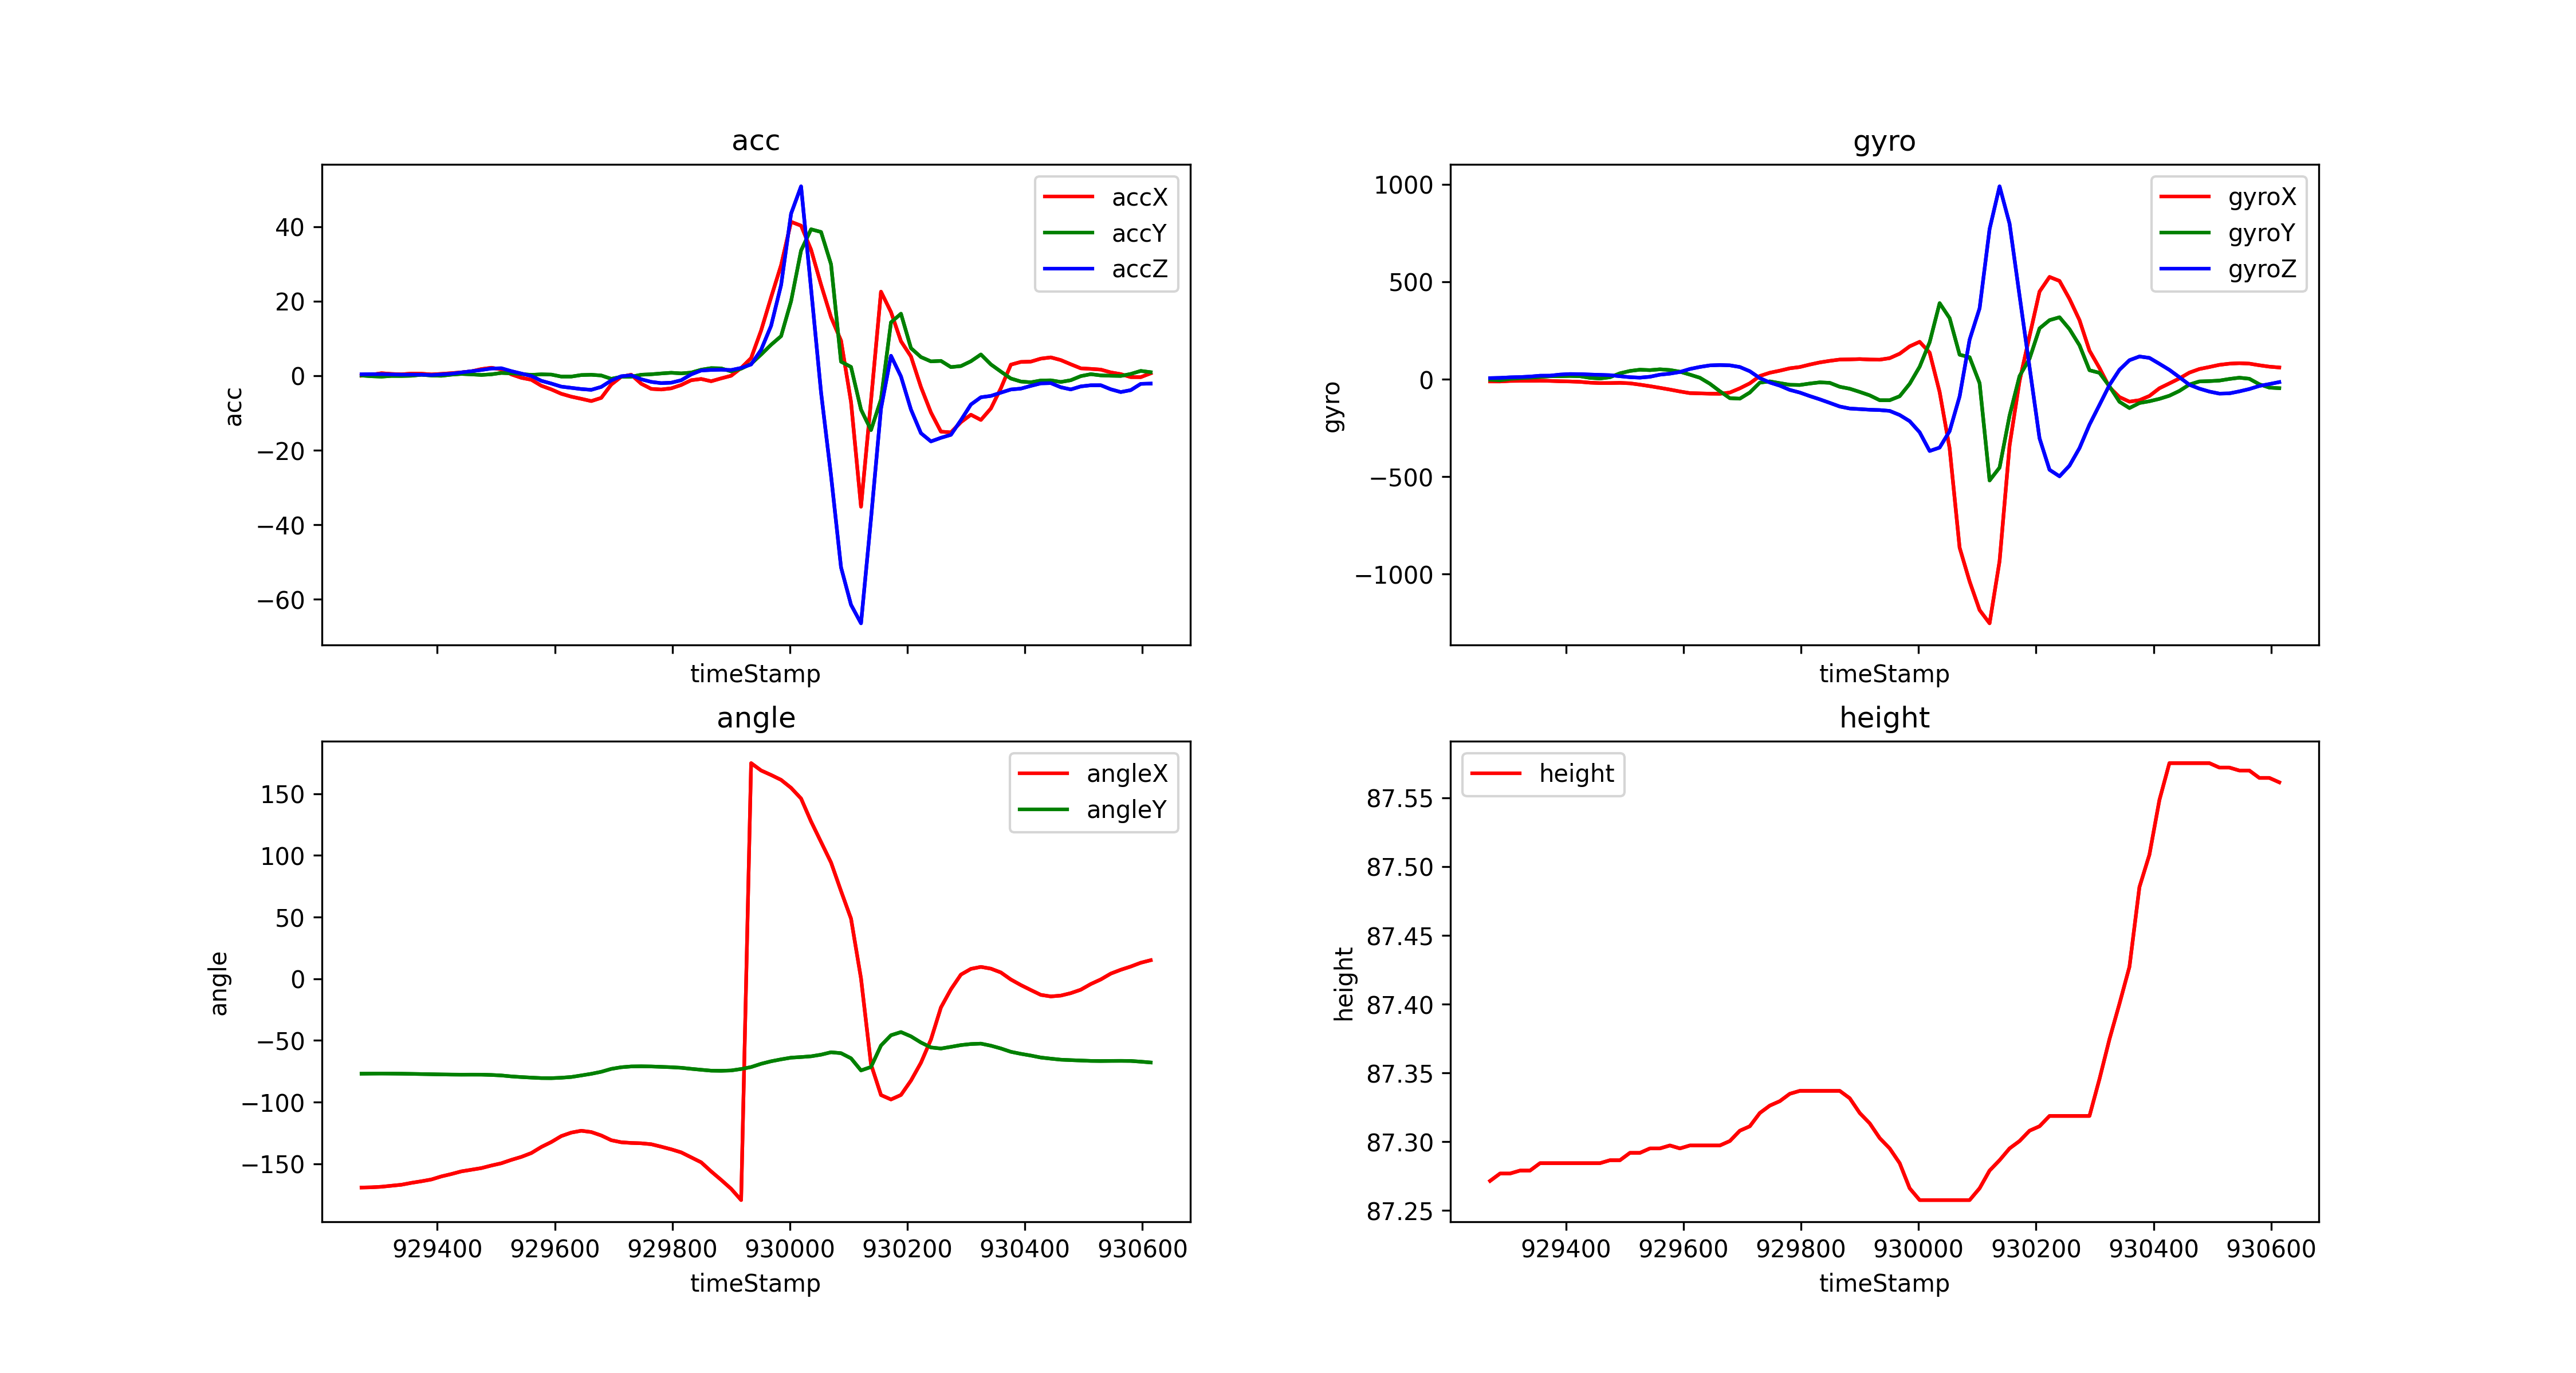 acc
accX
accY
accZ
40
20
0
−20
−40
−60
acc
timeStamp
gyro
gyroX
gyroY
gyroZ
1000
500
0
−500
−1000
gyro
timeStamp
angle
angleX
angleY
150
100
50
0
−50
−100
−150
angle
929400 929600 929800 930000 930200 930400 930600
timeStamp
height
height
87.55
87.50
87.45
87.40
87.35
87.30
87.25
height
929400 929600 929800 930000 930200 930400 930600
timeStamp